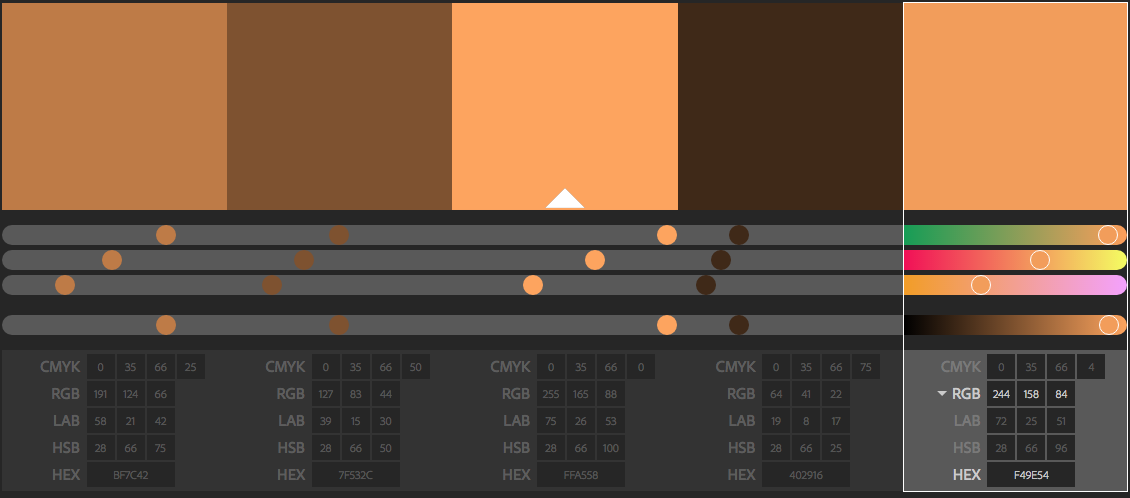 CMYK 0 35 66 25
RGB 191 124 66
LAB 58 21 42
HSB 28 66 75
HEX BF7C42
CMYK 0 35 66 50
RGB 127 83 44
LAB 39 15 30
HSB 28 66 50
HEX 7F532C
CMYK 0 35 66 0
RGB 255 165 88
LAB 75 26 53
HSB 28 66 100
HEX FFA558
CMYK 0 35 66 75
RGB 64 41 22
LAB 19 8 17
HSB 28 66 25
HEX 402916
CMYK 0 35 66 4
RGB 244 158 84
LAB 72 25 51
HSB 28 66 96
HEX F49E54